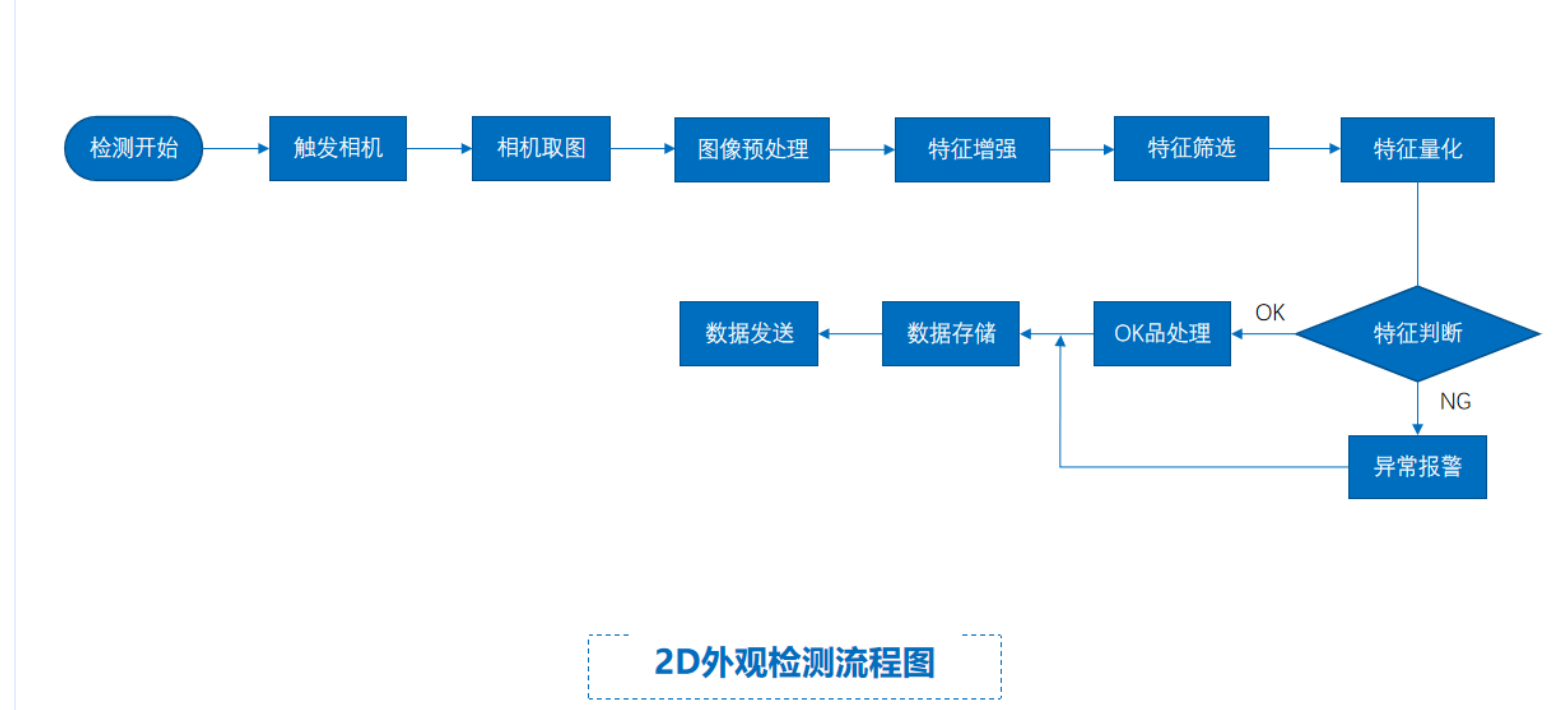 检测开始
触发相机
相机取图
图像预处理
特征增强
特征筛选
特征量化
数据发送
数据存储
OK品处理
OK
特征判断
NG
异常报警
2D外观检测流程图